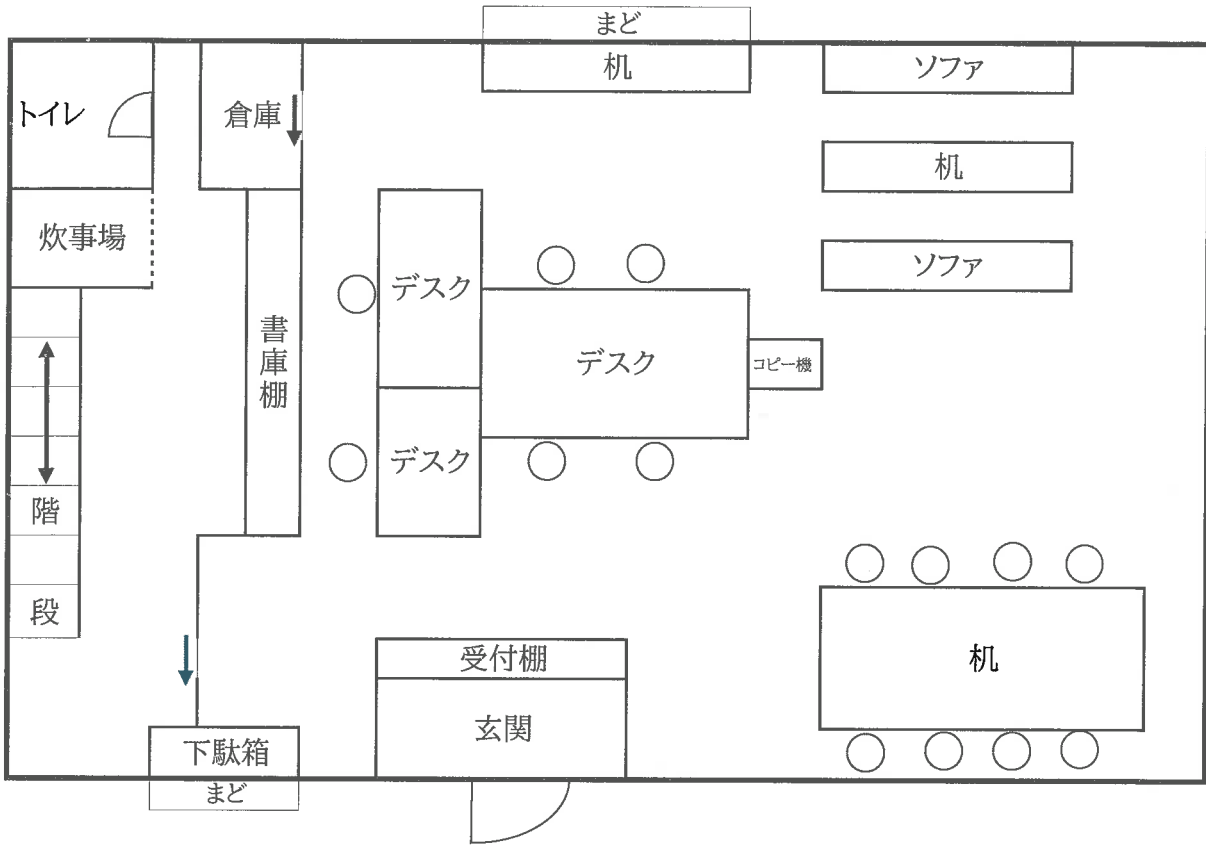 まど
机
ソファ
トイレ
倉庫
机
炊事場
ソファ
デスク
書庫棚
デスク
コピー機
デスク
階段
受付棚
机
玄関
下駄箱
まど